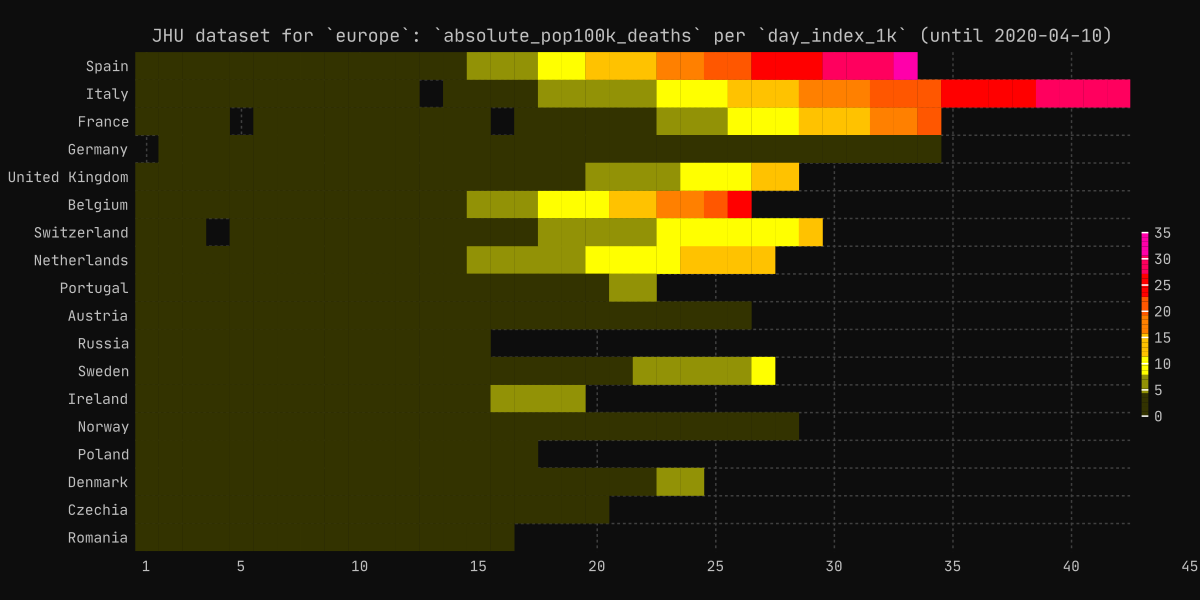 JHU dataset for `europe`: `absolute_pop100k_deaths` per `day_index_1k` (until 2020-04-10)
Spain
Italy
France
Germany
United Kingdom
Belgium
Switzerland
Netherlands
Portugal
Austria
Russia
Sweden
Ireland
Norway
Poland
Denmark
Czechia
Romania
35
30
25
20
15
10
5
0
1 5 10 15 20 25 30 35 40 45